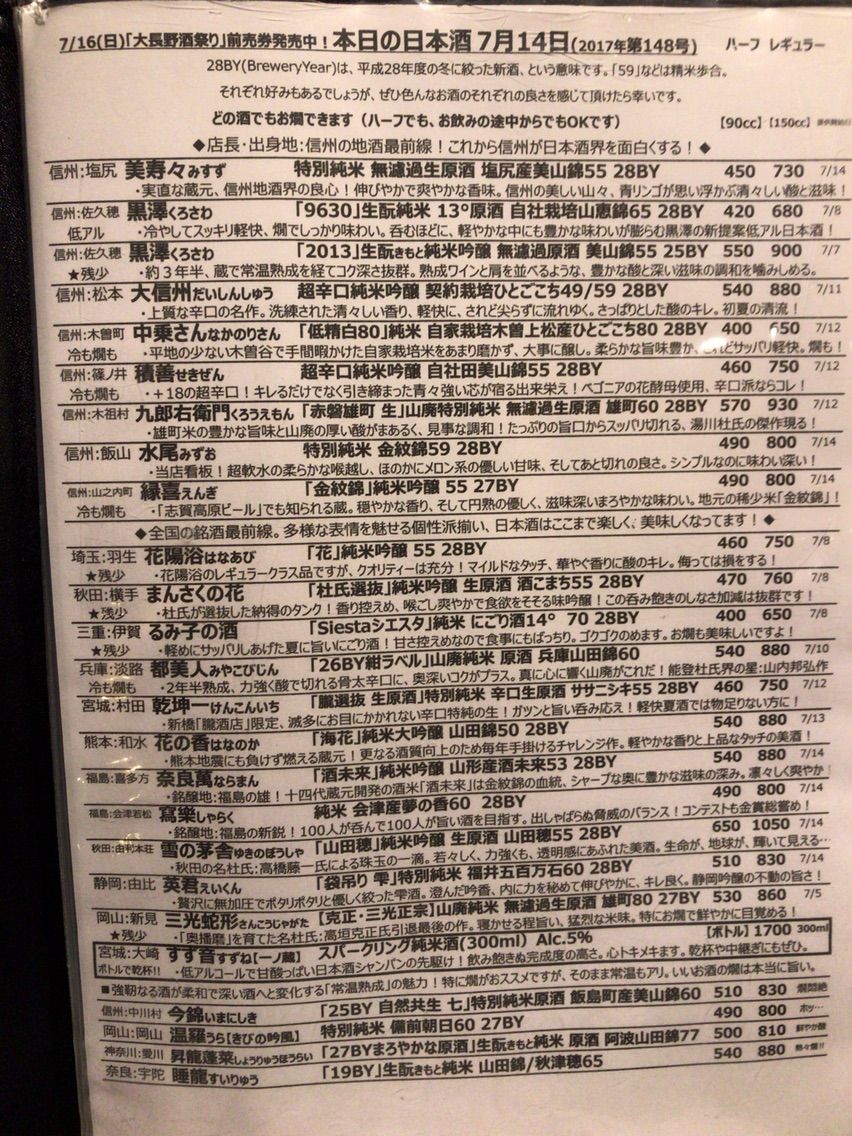 7/16(日)「大長野酒祭り」前売券発売中！本日の日本酒 7月14日(2017年第148号) ハーフ レギュラー
28BY(BreweryYear)は、平成28年度の冬に絞った新酒、という意味です。「59」などは精米歩合。
それぞれ好みもあるでしょうが、ぜひ色んなお酒のそれぞれの良さを感じて頂けたら幸いです。
どの酒でもお燗できます（ハーフでも、お飲みの途中からでもOKです） 【90cc】【150cc】
◆店長・出身地:信州の地酒最前線！これから信州が日本酒界を面白くする！◆
信州:塩尻 美寿々みすず 特別純米 無濾過生原酒 塩尻産美山錦55 28BY 450 730 7/14
・実直な蔵元、信州地酒界の良心！伸びやかで爽やかな香味。信州の美しい山々、青リンゴが思い浮かぶ清々しい酸と滋味！
信州:佐久穂 黒澤くろさわ 「9630」生酛純米 13°原酒 自社栽培山恵錦65 28BY 420 680 7/8
低アル ・冷やしてスッキリ軽快、燗でしっかり味わい。呑むほどに、軽やかな中にも豊かな味わいが膨らむ黒澤の新提案低アル日本酒！
信州:佐久穂 黒澤くろさわ 「2013」生酛きもと純米吟醸 無濾過原酒 美山錦55 25BY 550 900 7/7
★残少 ・約３年半、蔵で常温熟成を経てコク深さ抜群。熟成ワインと肩を並べるような、豊かな酸と深い滋味の調和を噛みしめる。
信州:松本 大信州だいしんしゅう 超辛口純米吟醸 契約栽培ひとごこち49/59 28BY 540 880 7/11
・上質な辛口の名作。洗練された清々しい香り、軽快に、されど尖らずに流れゆく。さっぱりとした酸のキレ。初夏の清流！
信州:木曽町 中乗さんなかのりさん 「低精白80」純米 自家栽培木曽上松産ひとごこち80 28BY 400 650 7/12
冷も燗も ・平地の少ない木曽谷で手間暇かけた自家栽培米をあまり磨かず、大事に醸し。柔らかな旨味豊か、されどサッパリ軽快。燗も！
信州:篠ノ井 積善せきぜん 超辛口純米吟醸 自社田美山錦55 28BY 460 750 7/12
冷も燗も ・＋18の超辛口！キレるだけでなく引き締まった青々強い芯が宿る出来栄え！ベゴニアの花酵母使用、辛口派ならコレ！
信州:木祖村 九郎右衛門くろうえもん 「赤磐雄町 生」山廃特別純米 無濾過生原酒 雄町60 28BY 570 930 7/12
・雄町米の豊かな旨味と山廃の厚い酸がまあるく、見事な調和！たっぷりの旨口からスッパリ切れる、湯川杜氏の傑作現る！
信州:飯山 水尾みずお 特別純米 金紋錦59 28BY 490 800 7/14
・当店看板！超軟水の柔らかな喉越し、ほのかにメロン系の優しい甘味、そしてあと切れの良さ。シンプルなのに味わい深い！
信州:山之内町 縁喜えんぎ 「金紋錦」純米吟醸 55 27BY 490 800 7/14
冷も燗も ・「志賀高原ビール」でも知られる蔵。穏やかな香り、そして円熟の優しく、滋味深いまろやかな味わい。地元の稀少米「金紋錦」！
◆全国の銘酒最前線。多様な表情を魅せる個性派揃い、日本酒はここまで楽しく、美味しくなってます！◆
埼玉:羽生 花陽浴はなあび 「花」純米吟醸 55 28BY 460 750 7/8
★残少 ・花陽浴のレギュラークラス品ですが、クオリティーは充分！マイルドなタッチ、華やぐ香りに酸のキレ。侮っては損をする！
秋田:横手 まんさくの花 「杜氏選抜」純米吟醸 生原酒 酒こまち55 28BY 470 760 7/8
★残少 ・杜氏が選抜した納得のタンク！香り控えめ、喉ごし爽やかで食欲をそそる味吟醸！この呑み飽きのしなさ加減は抜群です！
三重:伊賀 るみ子の酒 「Siestaシエスタ」純米 にごり酒14° 70 28BY 400 650 7/8
★残少 ・軽めにサッパリしあげた夏に旨いにごり酒！甘さ控えめなので食事にもばっちり。ゴクゴクのめます。お燗も美味しいですよ！
兵庫:淡路 都美人みやこびじん 「26BY紺ラベル」山廃純米 原酒 兵庫山田錦60 540 880 7/10
冷も燗も ・2年半熟成、力強く酸で切れる骨太辛口に、奥深いコクがプラス。真に心に響く山廃がこれだ！能登杜氏界の星:山内邦弘作
宮城:村田 乾坤一けんこんいち 「朧選抜 生原酒」特別純米 辛口生原酒 ササニシキ55 28BY 460 750 7/12
・新橋「朧酒店」限定、滅多にお目にかかれない辛口特純の生！ガツンと旨い呑み応え！軽快夏酒では物足りない方に！
熊本:和水 花の香はなのか 「海花」純米大吟醸 山田錦50 28BY 540 880 7/13
・熊本地震にも負けず燃える蔵元！更なる酒質向上のため毎年手掛けるチャレンジ作。軽やかな香りと上品なタッチの美酒！
福島:喜多方 奈良萬ならまん 「酒未来」純米吟醸 山形産酒未来53 28BY 540 880 7/14
・銘醸地:福島の雄！十四代蔵元開発の酒米「酒未来」は金紋錦の血統、シャープな奥に豊かな滋味の深み。凛々しく爽やか！
福島:会津若松 寫樂しゃらく 純米 会津産夢の香60 28BY 490 800 7/14
・銘醸地:福島の新鋭！100人が呑んで100人が旨い酒を目指す。出しゃばらぬ脅威のバランス！コンテストも金賞総嘗め！
秋田:由利本荘 雪の茅舎ゆきのぼうしゃ 「山田穂」純米吟醸 生原酒 山田穂55 28BY 650 1050 7/14
・秋田の名杜氏:高橋藤一氏による珠玉の一滴。若々しく、力強くも、透明感にあふれた美酒。生命が、地球が、輝いて見える…
静岡:由比 英君えいくん 「袋吊り 雫」特別純米 福井五百万石60 28BY 510 830 7/14
・贅沢に無加圧でポタリポタリと優しく絞った雫酒。澄んだ吟香、内に力を秘めて伸びやかに、キレ良く。静岡吟醸の不動の旨さ！
岡山:新見 三光蛇形さんこうじゃがた 【克正・三光正宗】山廃純米 無濾過生原酒 雄町80 27BY 530 860 7/5
★残少 ・「奥播磨」を育てた名杜氏:高垣克正氏引退最後の作。寝かせる程旨い、猛烈な米味。特にお燗で鮮やかに目覚める！
宮城:大崎 すず音すずね【一ノ蔵】 スパークリング純米酒(300ml) Alc.5% 【ボトル】1700 300ml
ボトルで乾杯!! ・低アルコールで甘酸っぱい日本酒シャンパンの先駆け！飲み飽きぬ完成度の高さ。心トキメキます。乾杯や中継ぎにもぜひ。
■強靭なる酒が柔和で深い酒へと変化する「常温熟成」の魅力！特に燗がおススメですが、そのまま常温もアリ。いいお酒の燗は本当に旨い。
信州:中川村 今錦いまにしき 「25BY 自然共生 七」特別純米原酒 飯島町産美山錦60 510 830 燗悶絶
岡山:岡山 温羅うら【きびの吟風】 特別純米 備前朝日60 27BY 490 800 ホッ…
神奈川:愛川 昇龍蓬莱しょうりゅうほうらい 「27BYまろやかな原酒」生酛きもと純米 原酒 阿波山田錦77 500 810 鮮やか酸
奈良:宇陀 睡龍すいりゅう 「19BY」生酛きもと純米 山田錦/秋津穂65 540 880 熱々燗!!